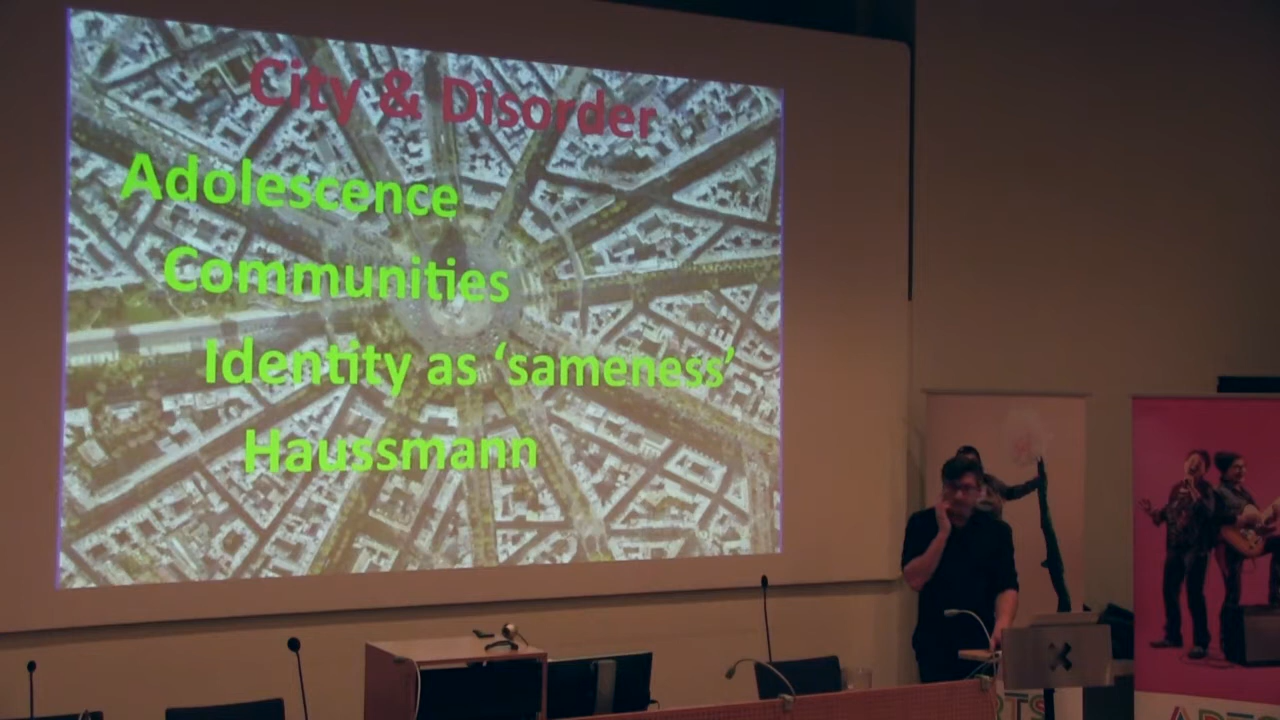 City & Disorder
Adolescence
Communities
Identity as ‘sameness’
Haussmann